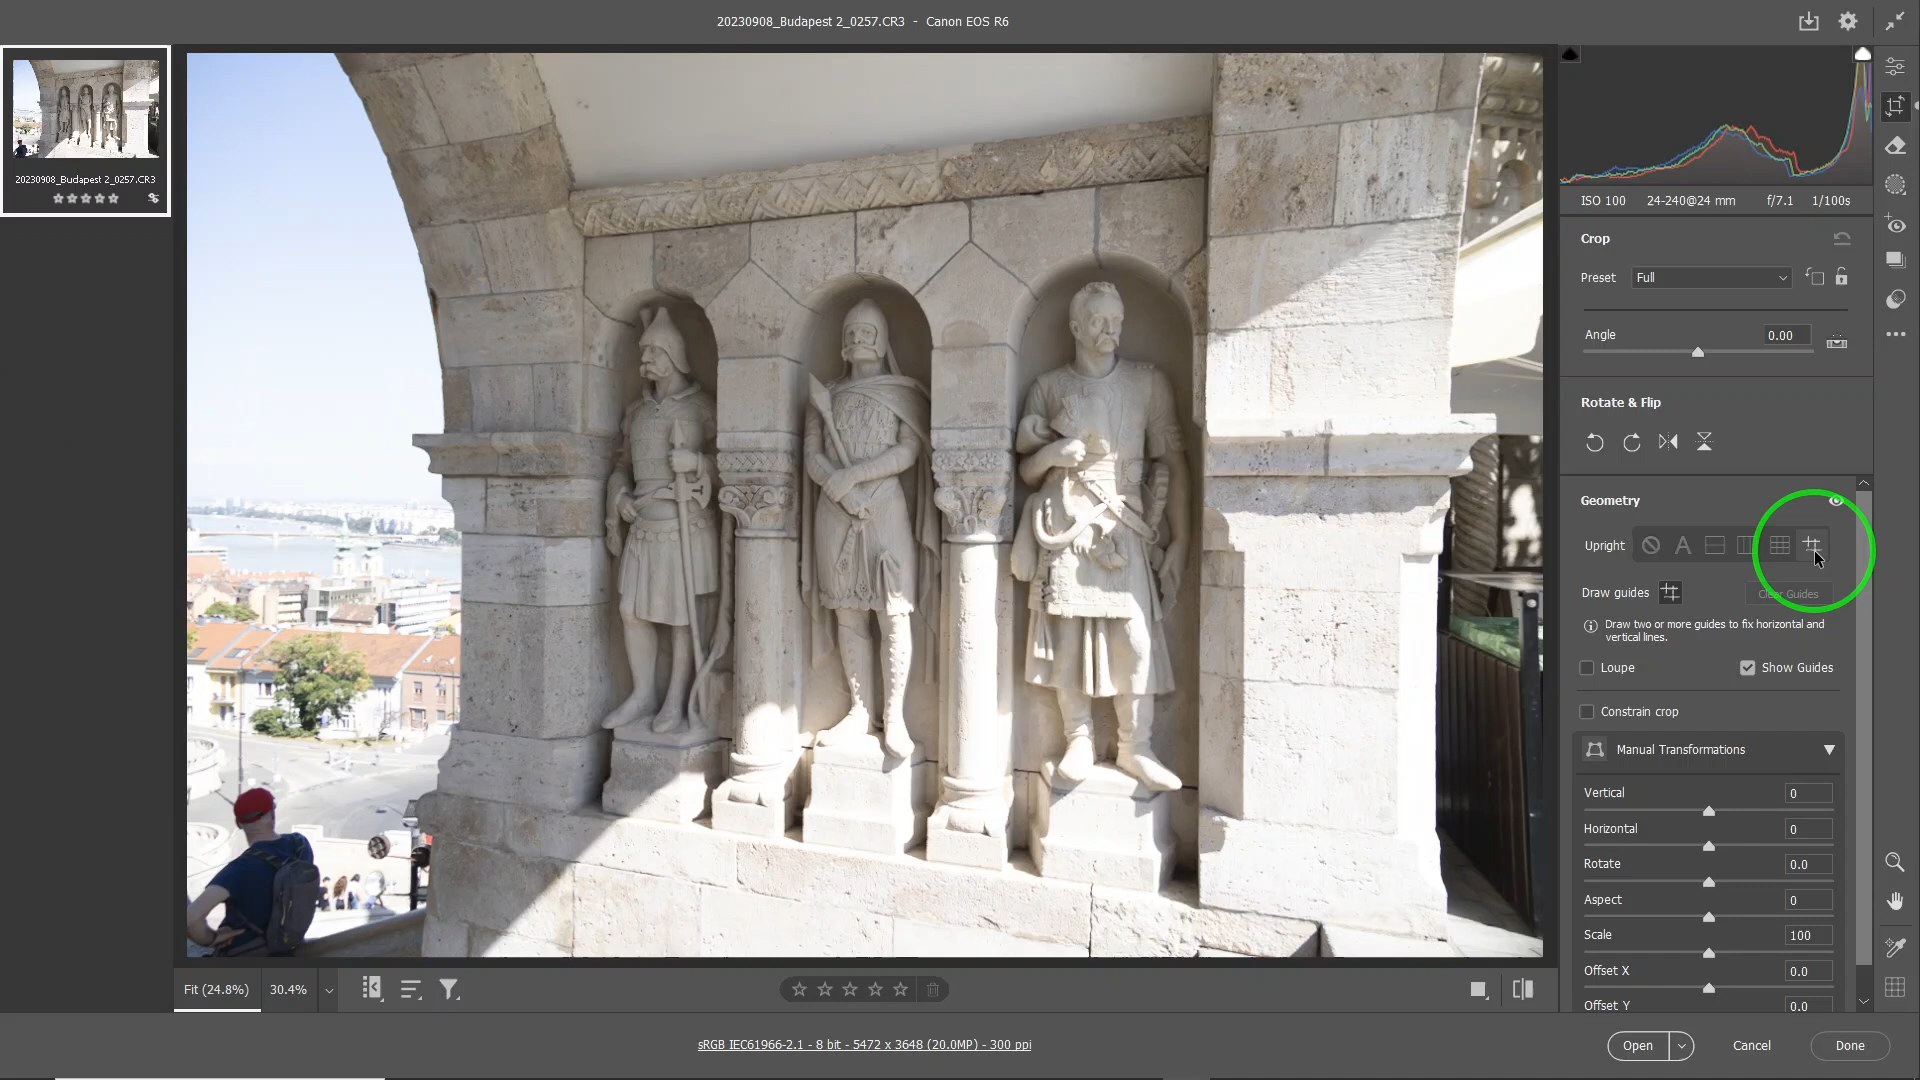 20230908_Budapest 2_0257.CR3 - Canon EOS R6
20230908_Budapest 2_0257.CR3
ISO 100 24-240@24 mm f/7.1 1/100s
Crop
Preset Full
Angle 0.00
Rotate & Flip
Geometry
Upright A
Draw guides Clear Guides
Draw two or more guides to fix horizontal and
vertical lines.
Loupe Show Guides
Constrain crop
Manual Transformations
Vertical 0
Horizontal 0
Rotate 0.0
Aspect 0
Scale 100
Offset X 0.0
Offset Y 0.0
Fit (24.8%) 30.4%
sRGB IEC61966-2.1 - 8 bit - 5472 x 3648 (20.0MP) - 300 ppi
Open Cancel Done